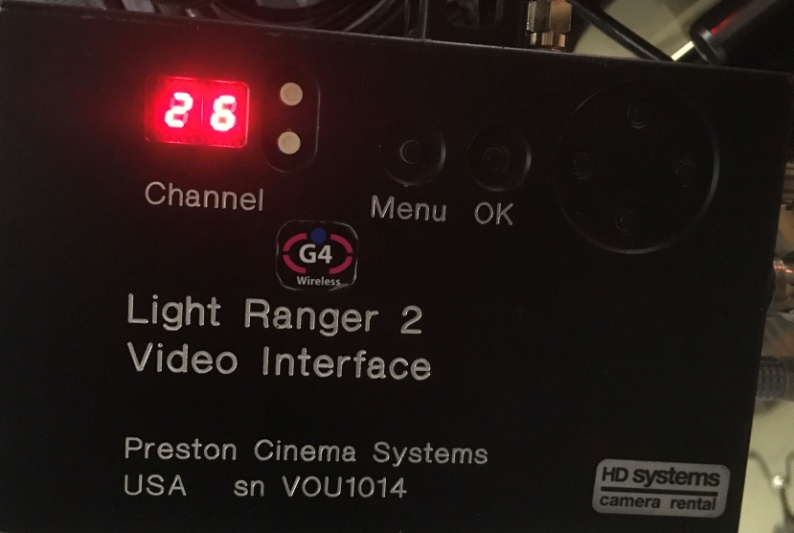 26
Channel
Menu OK
G4
Wireless
Light Ranger 2
Video Interface
Preston Cinema Systems
USA sn VOU1014
HD systems
camera rental